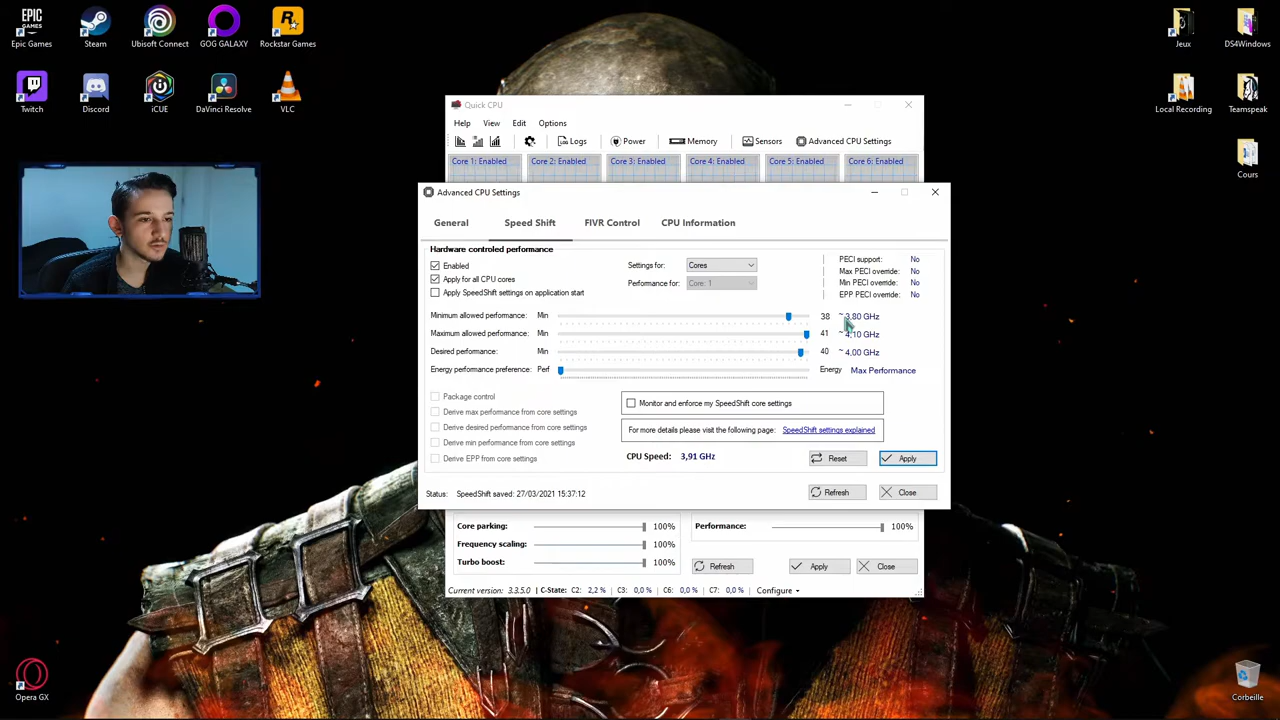 Epic Games
Steam
Ubisoft Connect
GOG GALAXY
Rockstar Games
Jeux
DS4Windows
Twitch
Discord
iCUE
DaVinci Resolve
VLC
Local Recording
Teamspeak
Cours
Opera GX
Corbeille
EPIC
GAMES
Quick CPU
Help View Edit Options
Logs Power Memory Sensors Advanced CPU Settings
Core 1: Enabled Core 2: Enabled Core 3: Enabled Core 4: Enabled Core 5: Enabled Core 6: Enabled
Advanced CPU Settings
General Speed Shift FIVR Control CPU Information
Hardware controled performance
Enabled
Apply for all CPU cores
Apply SpeedShift settings on application start
Settings for: Cores
Performance for: Core: 1
PECI support: No
Max PECI override: No
Min PECI override: No
EPP PECI override: No
Minimum allowed performance: Min 38 ~ 3.80 GHz
Maximum allowed performance: Min 41 ~ 4.10 GHz
Desired performance: Min 40 ~ 4.00 GHz
Energy performance preference: Perf Energy Max Performance
Package control
Derive max performance from core settings
Derive desired performance from core settings
Derive min performance from core settings
Derive EPP from core settings
Monitor and enforce my SpeedShift core settings
For more details please visit the following page: SpeedShift settings explained
CPU Speed: 3,91 GHz
Reset Apply
Status: SpeedShift saved: 27/03/2021 15:37:12
Refresh Close
Core parking: 100%
Frequency scaling: 100%
Turbo boost: 100%
Performance: 100%
Refresh Apply Close
Current version: 3.3.5.0 | C-State: C2: 2,2 % | C3: 0,0 % | C6: 0,0 % | C7: 0,0 % | Configure